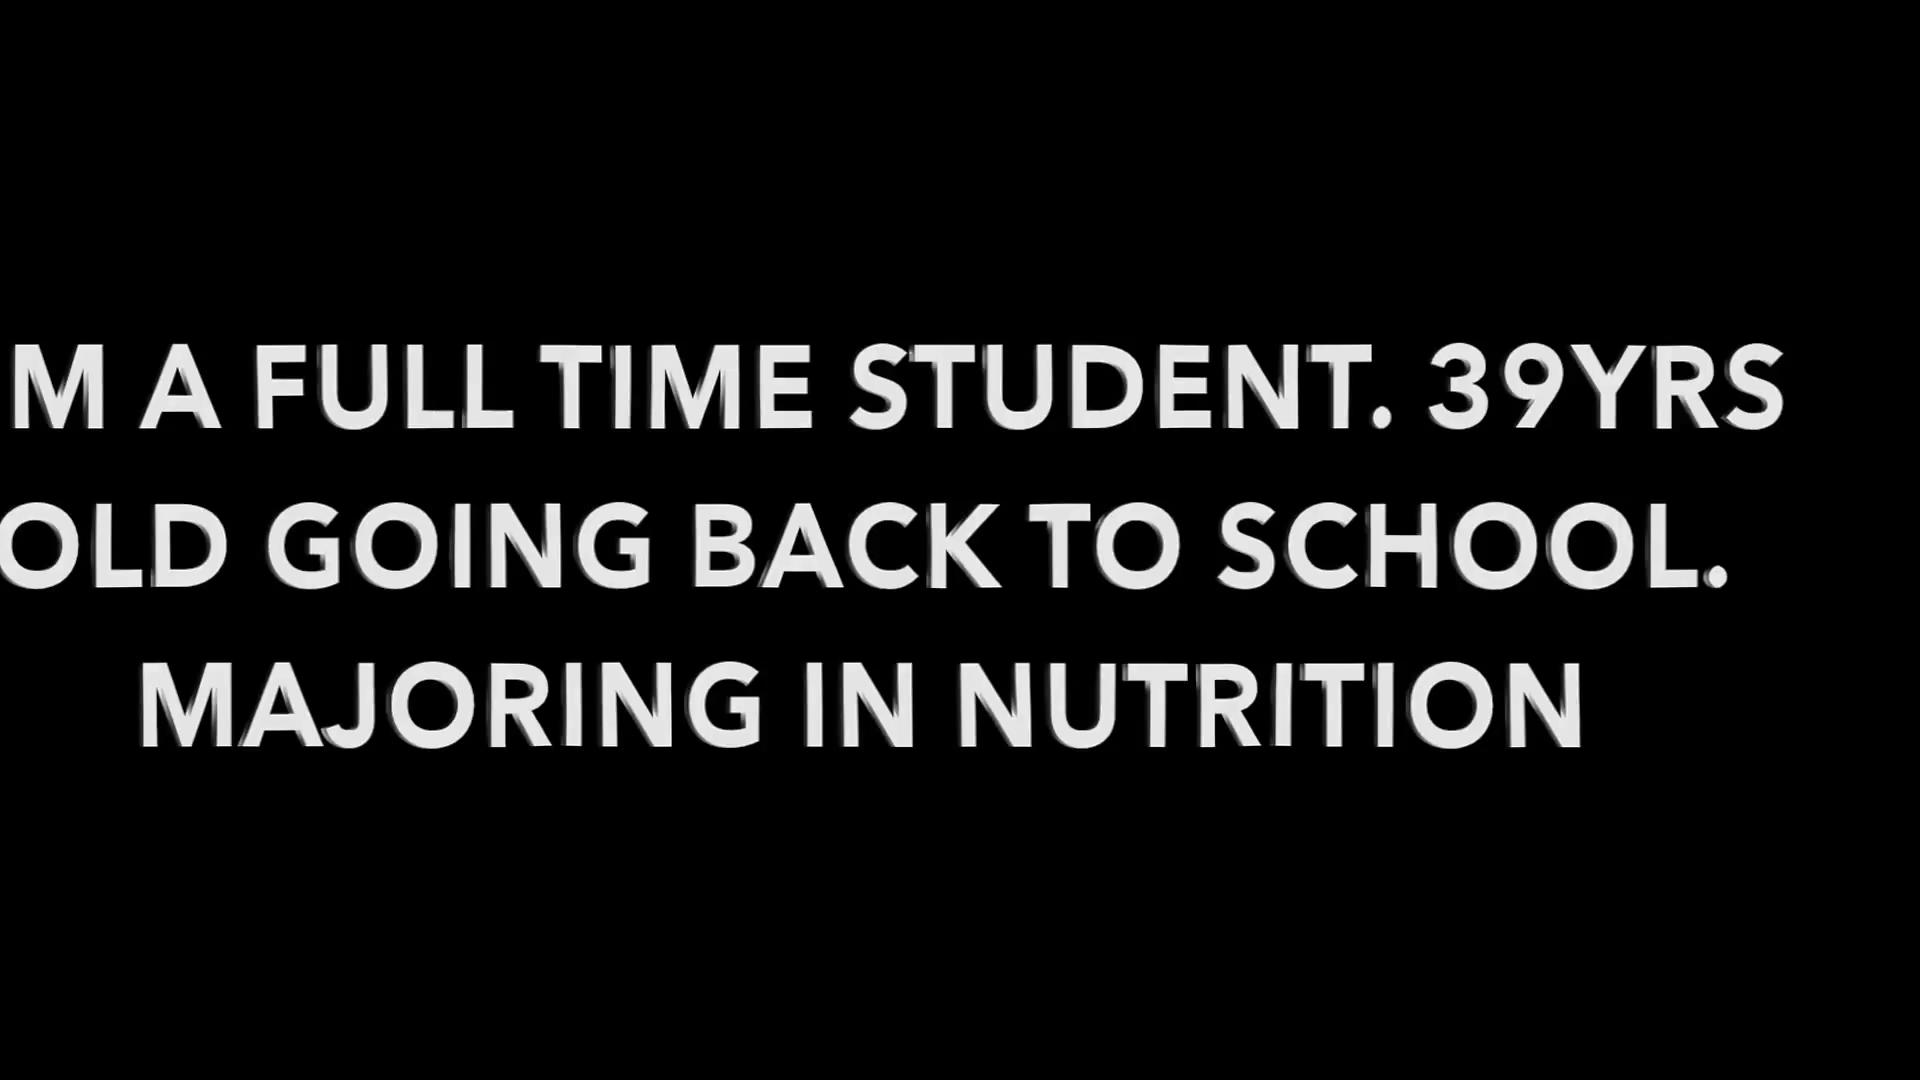 M A FULL TIME STUDENT. 39YRS
OLD GOING BACK TO SCHOOL.
MAJORING IN NUTRITION